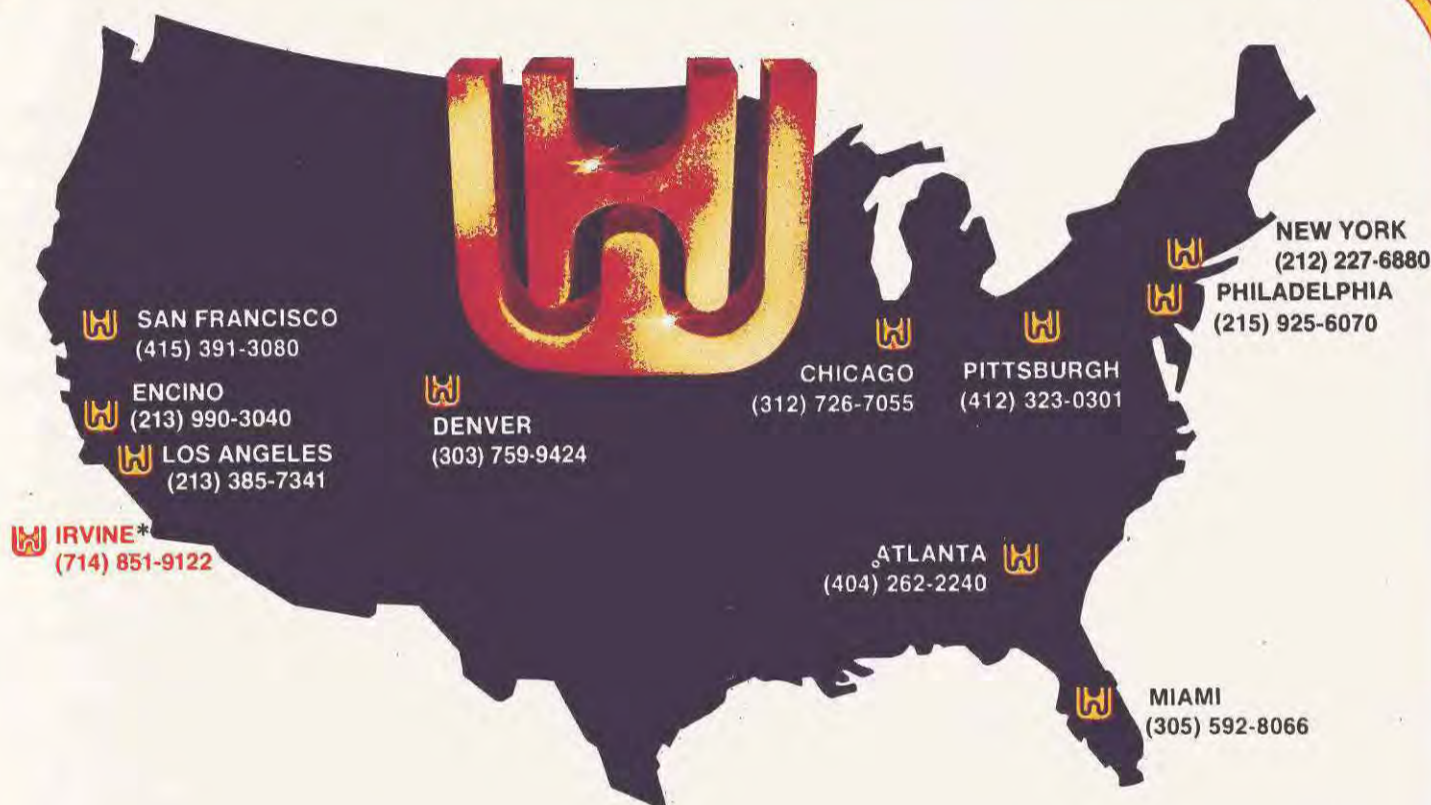 NEW YORK
(212) 227-6880
PHILADELPHIA
(215) 925-6070
SAN FRANCISCO
(415) 391-3080
CHICAGO
(312) 726-7055
PITTSBURGH
(412) 323-0301
ENCINO
(213) 990-3040
DENVER
(303) 759-9424
LOS ANGELES
(213) 385-7341
IRVINE*
(714) 851-9122
ATLANTA
(404) 262-2240
MIAMI
(305) 592-8066